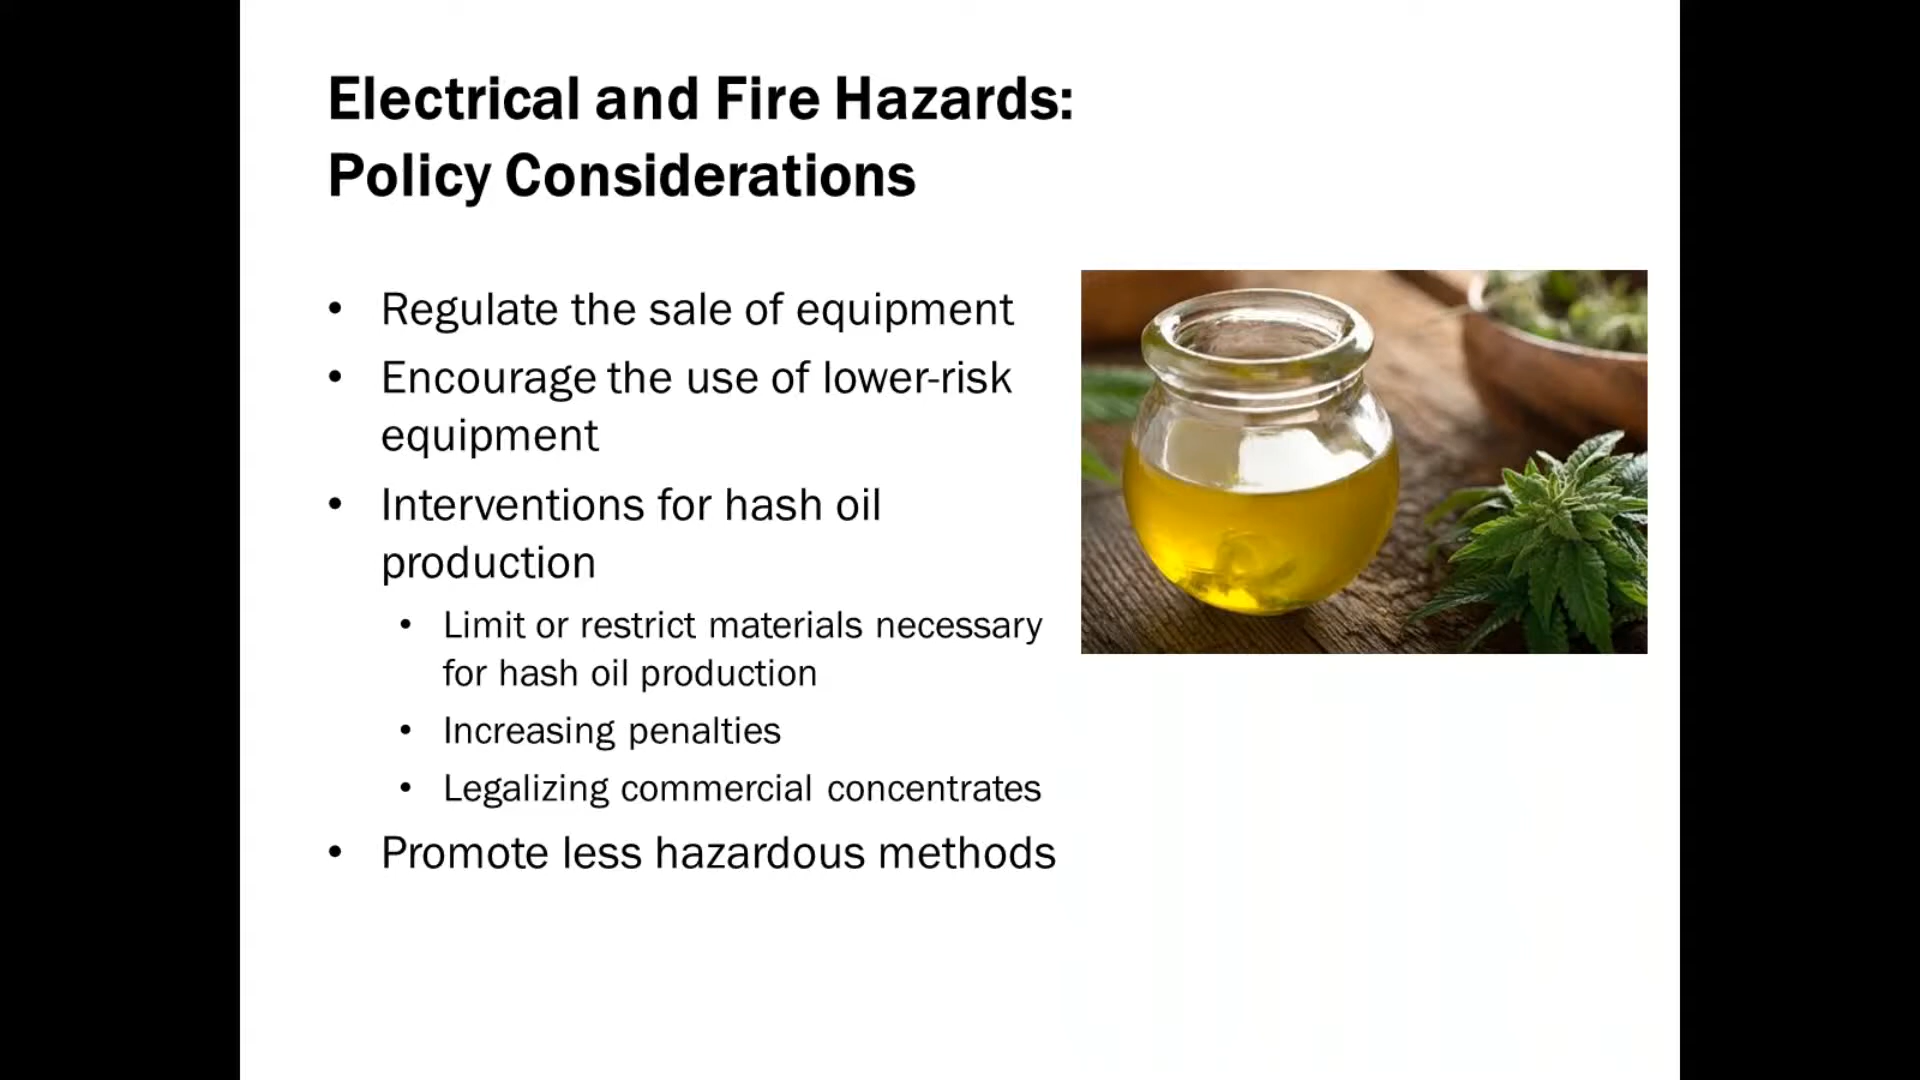 Electrical and Fire Hazards:
Policy Considerations
• Regulate the sale of equipment
• Encourage the use of lower-risk
equipment
• Interventions for hash oil
production
• Limit or restrict materials necessary
for hash oil production
• Increasing penalties
• Legalizing commercial concentrates
• Promote less hazardous methods